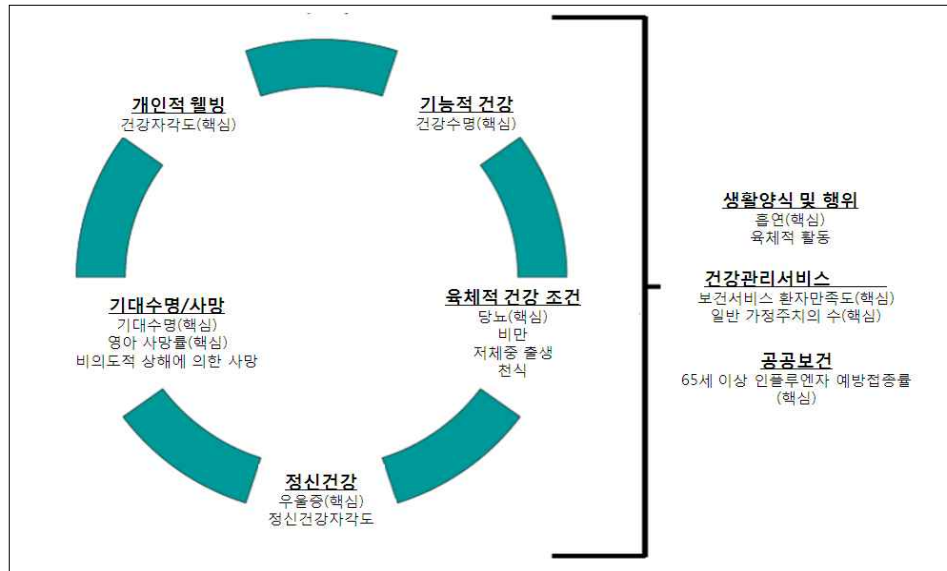 개인적 웰빙
건강자각도(핵심)
기능적 건강
건강수명(핵심)
기대수명/사망
기대수명(핵심)
영아 사망률(핵심)
비의도적 상해에 의한 사망
육체적 건강 조건
당뇨(핵심)
비만
저체중 출생
천식
정신건강
우울증(핵심)
정신건강자각도
생활양식 및 행위
흡연(핵심)
육체적 활동
건강관리서비스
보건서비스 환자만족도(핵심)
일반 가정주치의 수(핵심)
공공보건
65세 이상 인플루엔자 예방접종률
(핵심)